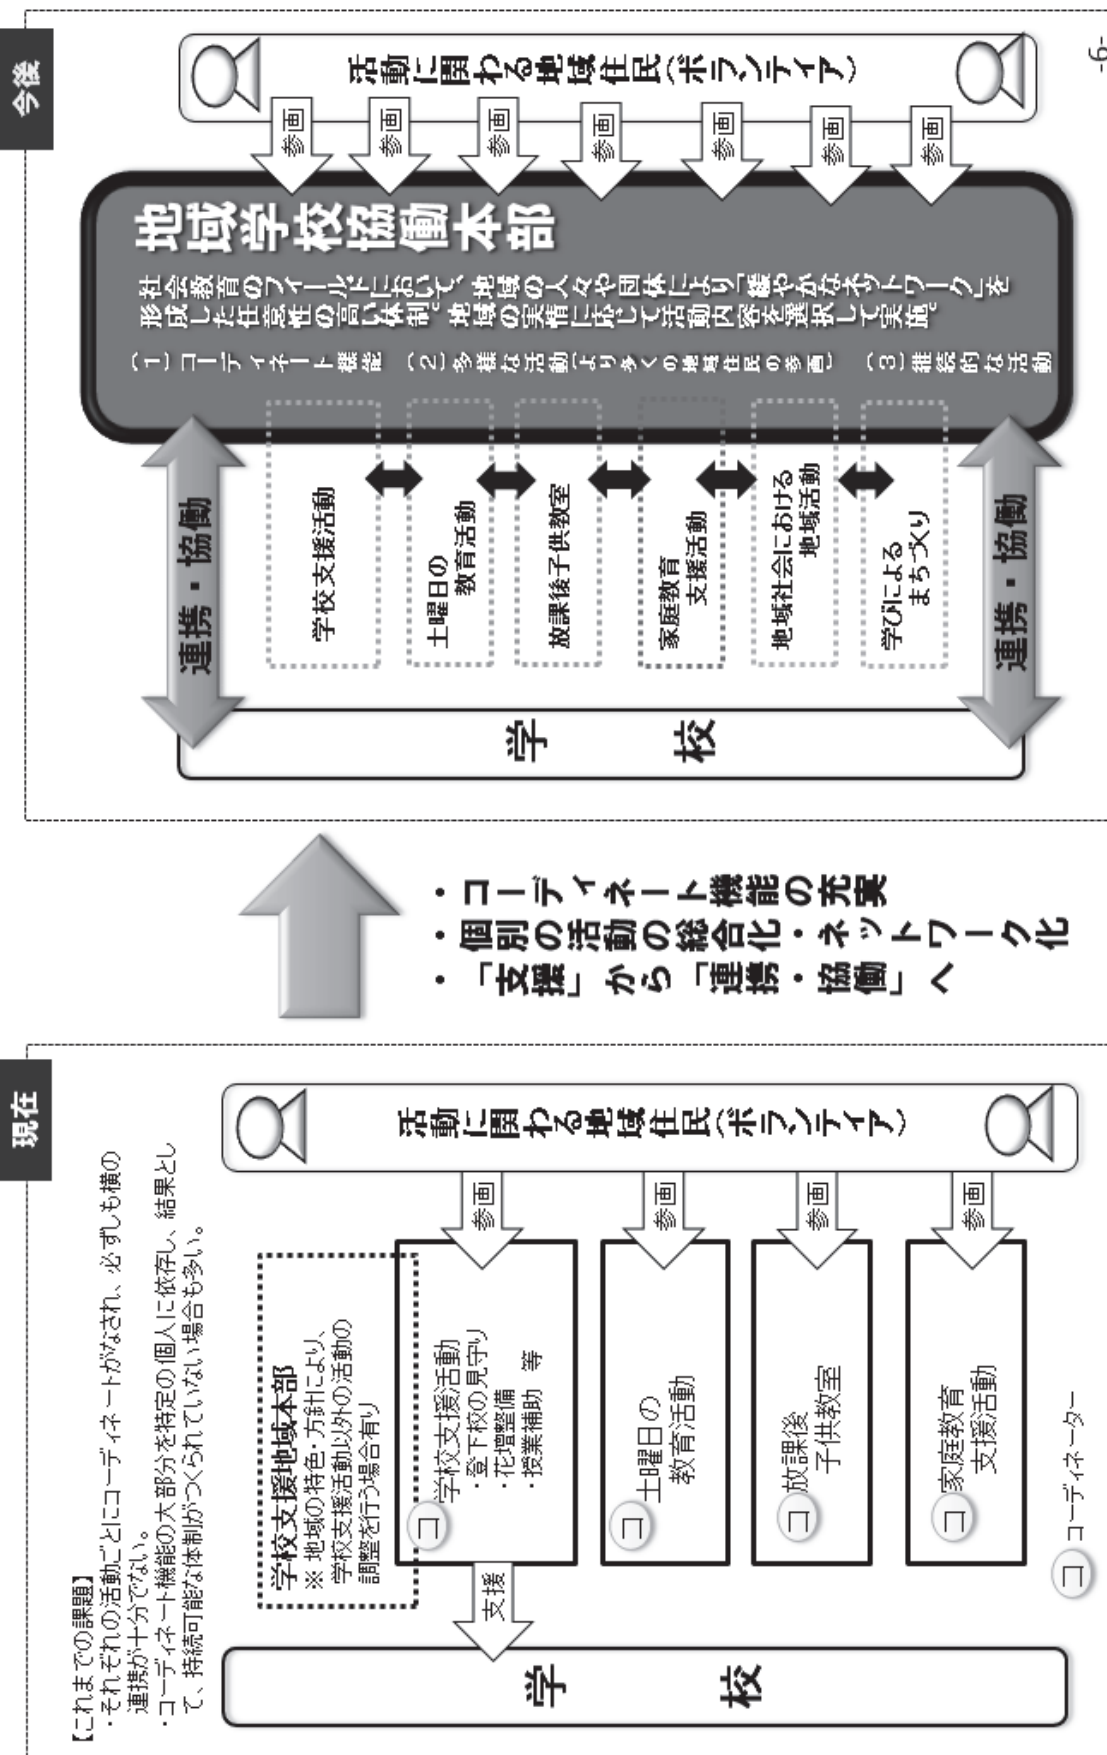 現在
【これまでの課題】
・それぞれの活動ごとにコーディネートがなされ、必ずしも横の
連携が十分でない。
・コーディネート機能の大部分を特定の個人に依存し、結果とし
て、持続可能な体制がつくられていない場合も多い。
学校支援地域本部
※ 地域の特色・方針により、
学校支援活動以外の活動の
調整を行う場合有り
学校
支援
コ
学校支援活動
・登下校の見守り
・花壇整備
・授業補助 等
コ
土曜日の
教育活動
コ
放課後
子供教室
コ
家庭教育
支援活動
参画
参画
参画
参画
活動に関わる地域住民(ボランティア)
コ コーディネーター
・コーディネート機能の充実
・個別の活動の総合化・ネットワーク化
・「支援」から「連携・協働」へ
今後
学校
連携・協働
学校支援活動
土曜日の
教育活動
放課後子供教室
家庭教育
支援活動
地域社会における
地域活動
学びによる
まちづくり
連携・協働
地域学校協働本部
社会教育のフィールドにおいて、地域の人々や団体により「緩やかなネットワーク」を
形成した任意性の高い体制。地域の実情に応じて活動内容を選択して実施。
(1)コーディネート機能 (2)多様な活動(より多くの地域住民の参画) (3)継続的な活動
参画
参画
参画
参画
参画
参画
参画
活動に関わる地域住民(ボランティア)
-6-